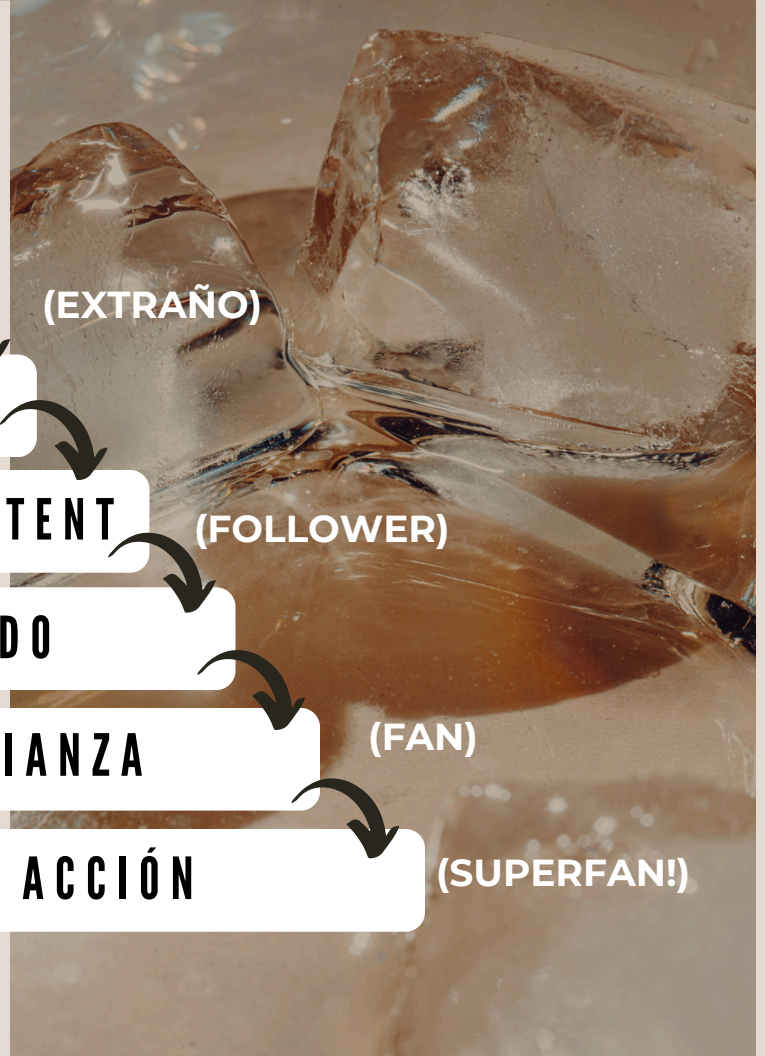 (EXTRAÑO)
TENT
(FOLLOWER)
DO
IANZA
(FAN)
ACCIÓN
(SUPERFAN!)